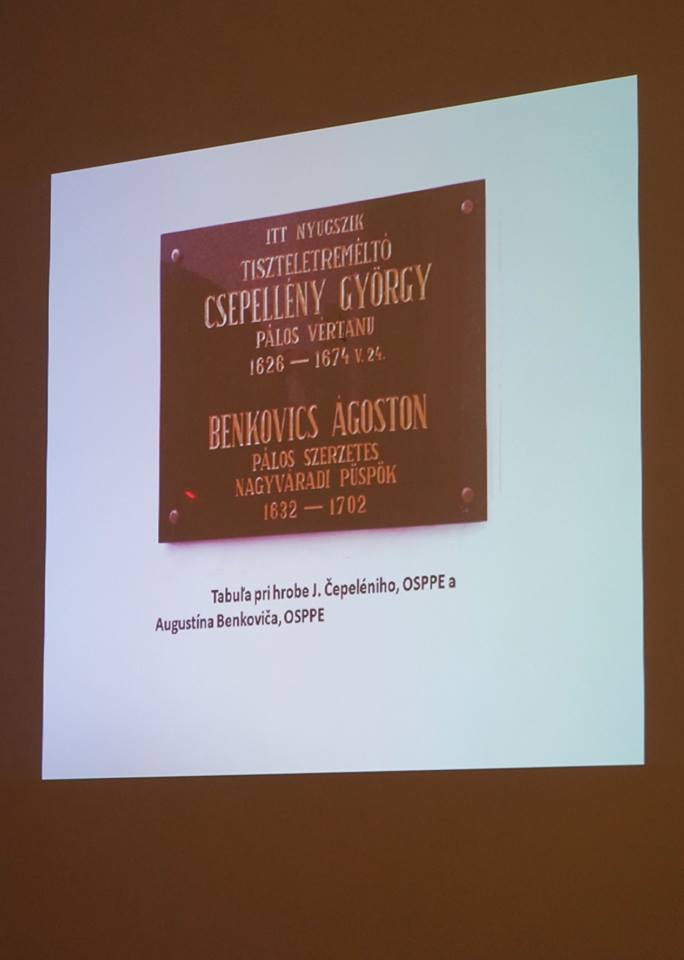 ITT NYUGSZIK
TISZTELETREMÉLTÓ
CSEPELLÉNY GYÖRGY
PÁLOS VÉRTANU
1626 — 1674 V. 24.
BENKOVICS ÁGOSTON
PÁLOS SZERZETES
NAGYVÁRADI PÜSPÖK
1632 — 1702
Tabuľa pri hrobe J. Čepeléniho, OSPPE a
Augustína Benkoviča, OSPPE